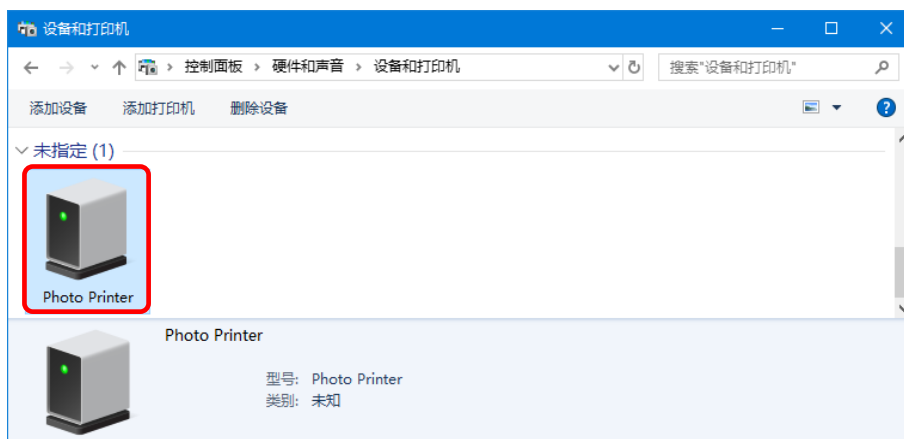 设备和打印机
控制面板 › 硬件和声音 › 设备和打印机
搜索"设备和打印机"
添加设备 添加打印机 删除设备
未指定 (1)
Photo Printer
Photo Printer
型号: Photo Printer
类别: 未知